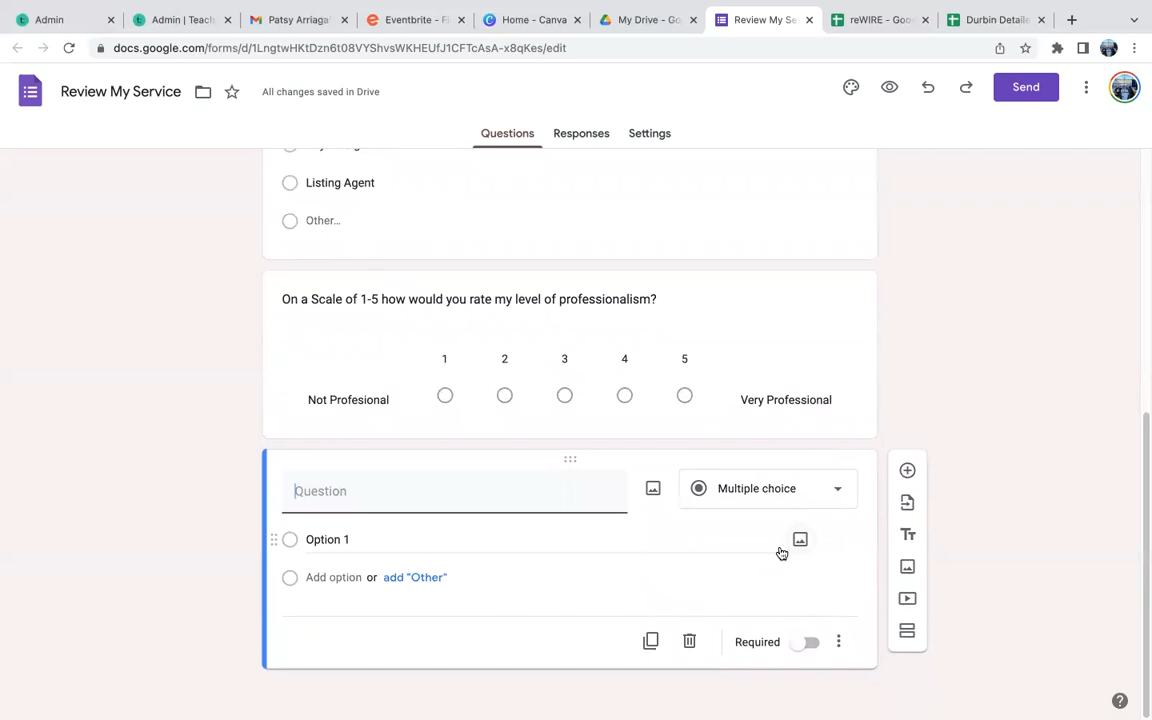 Admin
Admin | Teach
Patsy Arriaga
Eventbrite - Fi
Home - Canva
My Drive - Go
Review My Se
reWIRE - Goo
Durbin Detaile
docs.google.com/forms/d/1LngtwHKtDzn6t08VYShvsWKHEUfJ1CFTcAsA-x8qKes/edit
Review My Service
All changes saved in Drive
Send
Questions
Responses
Settings
Listing Agent
Other...
On a Scale of 1-5 how would you rate my level of professionalism?
1 2 3 4 5
Not Profesional
Very Professional
Question
Multiple choice
Option 1
Add option or add "Other"
Required